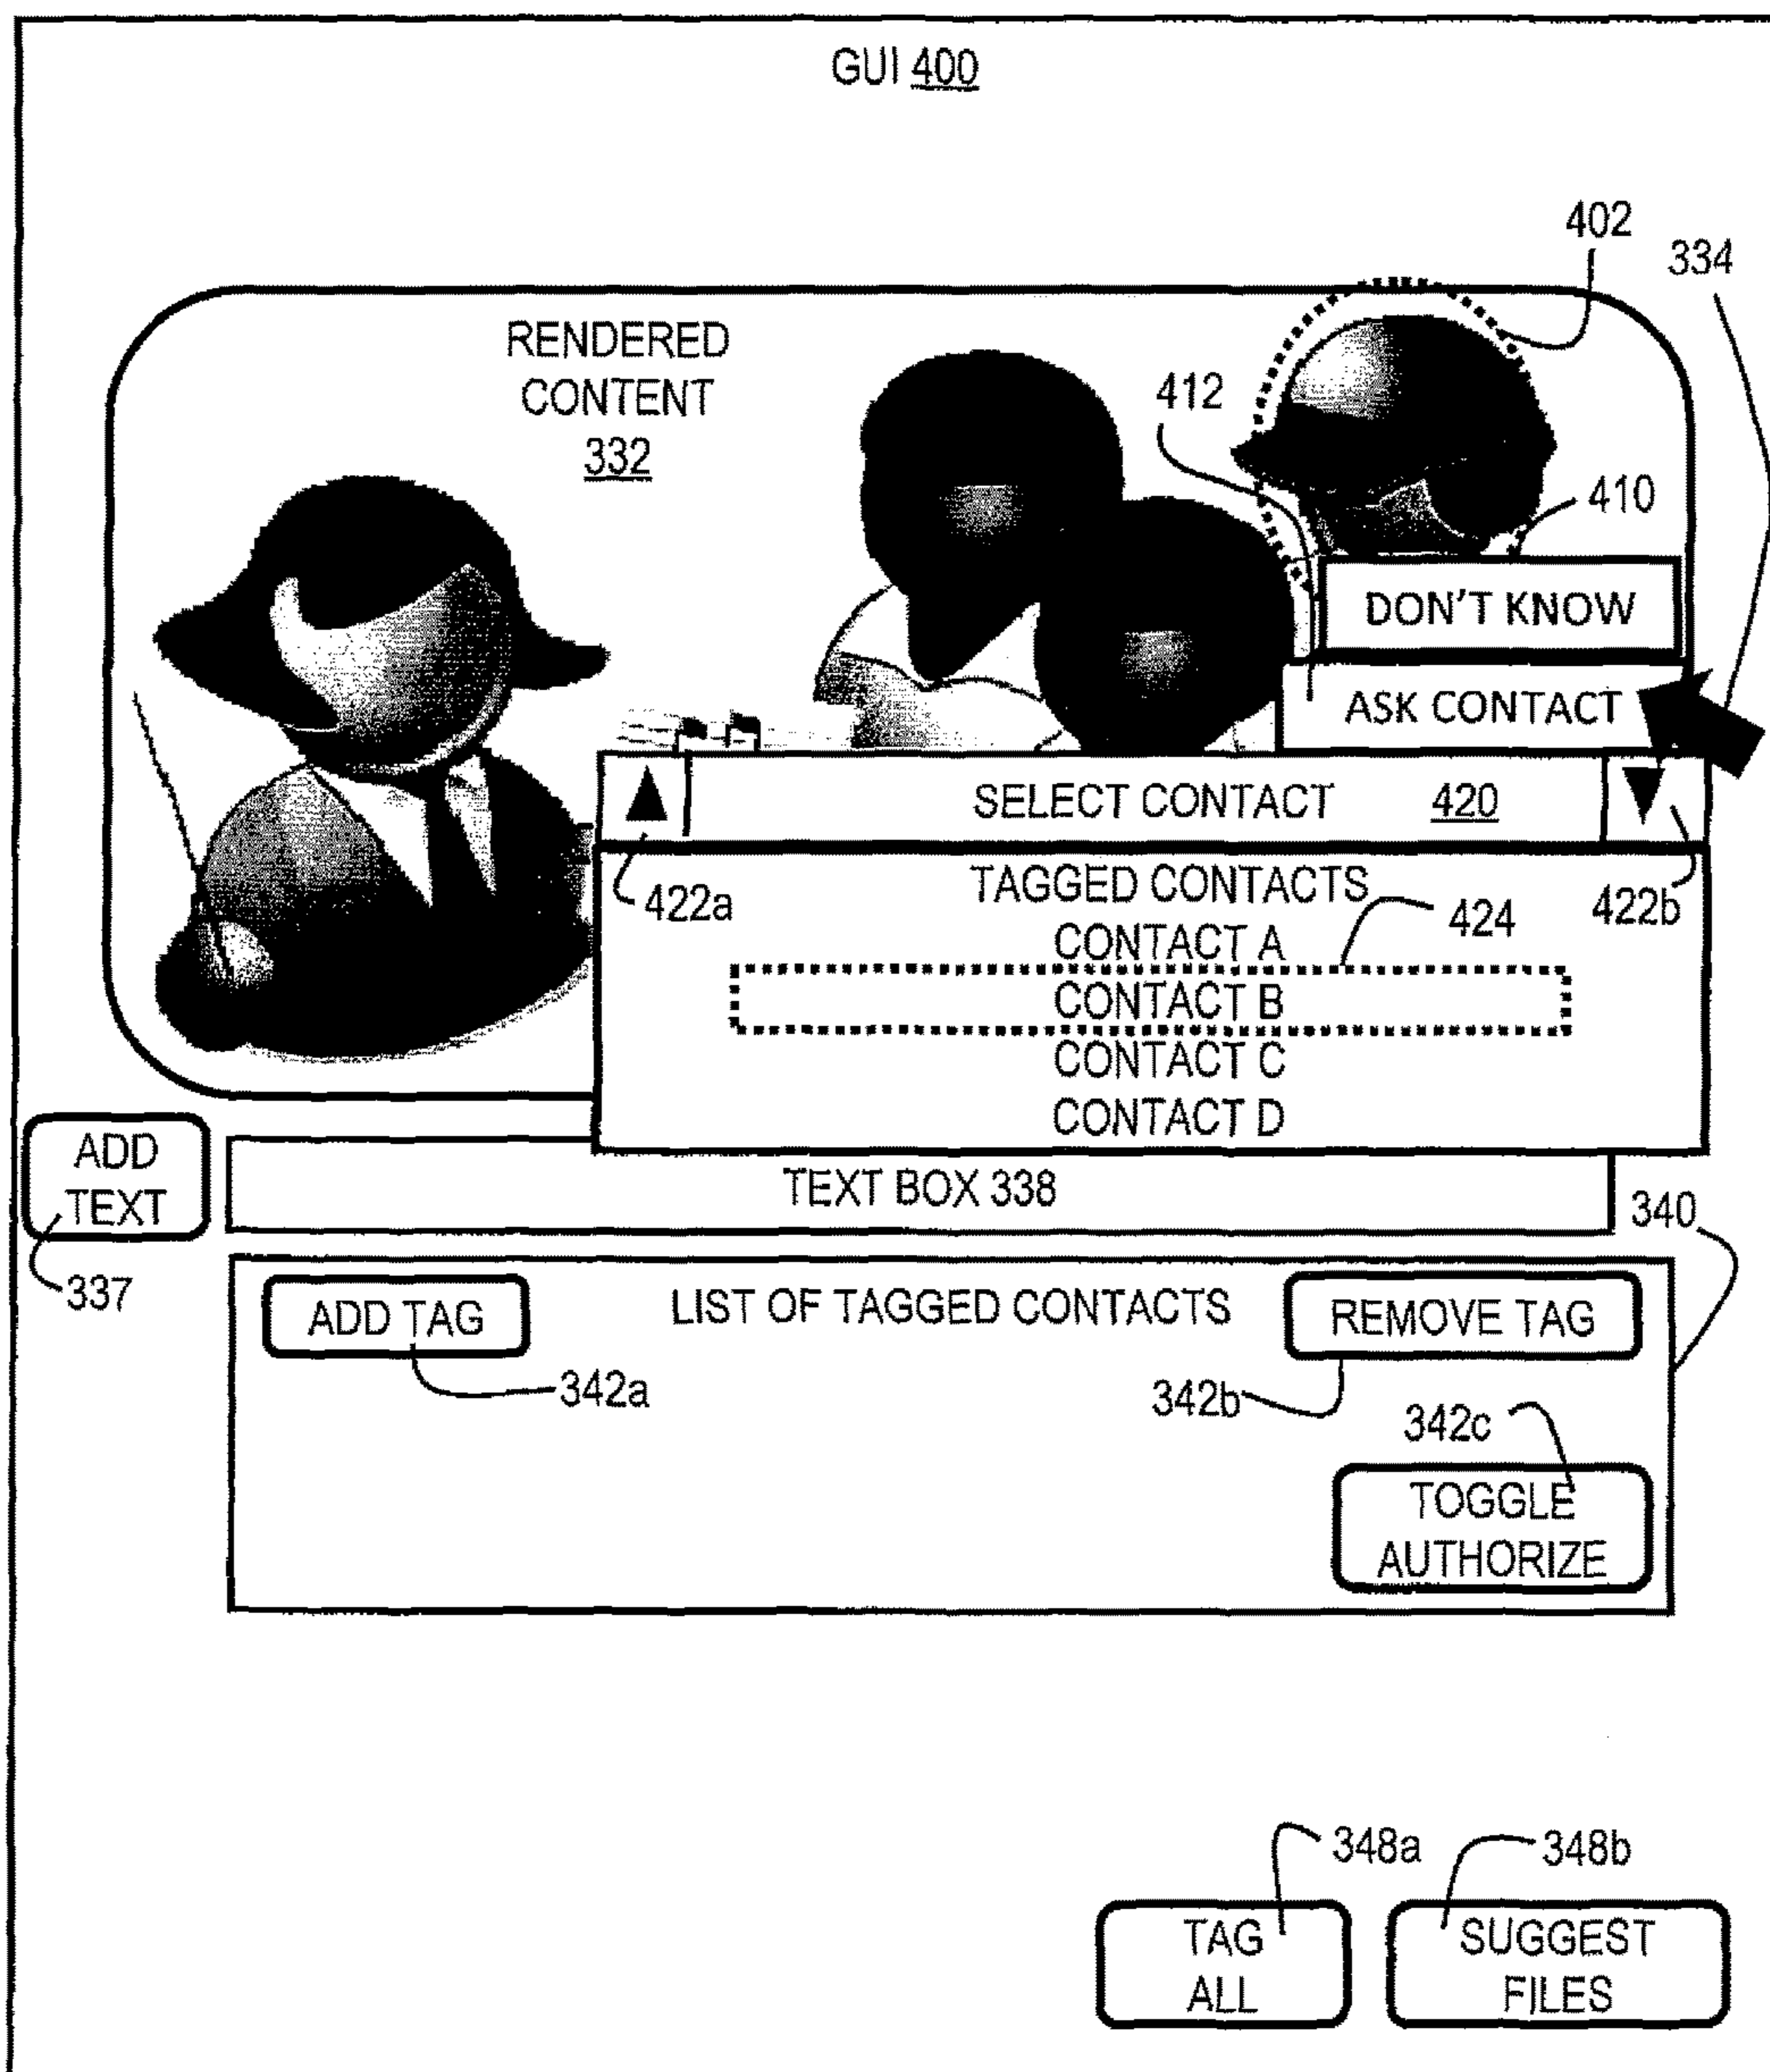 GUI 400
402
334
RENDERED
CONTENT
332
412
410
DON'T KNOW
ASK CONTACT
SELECT CONTACT 420
TAGGED CONTACTS
422a
424
422b
CONTACT A
CONTACT B
CONTACT C
CONTACT D
ADD
TEXT
TEXT BOX 338
337
340
ADD TAG
LIST OF TAGGED CONTACTS
REMOVE TAG
342a
342b
342c
TOGGLE
AUTHORIZE
348a
348b
TAG
ALL
SUGGEST
FILES